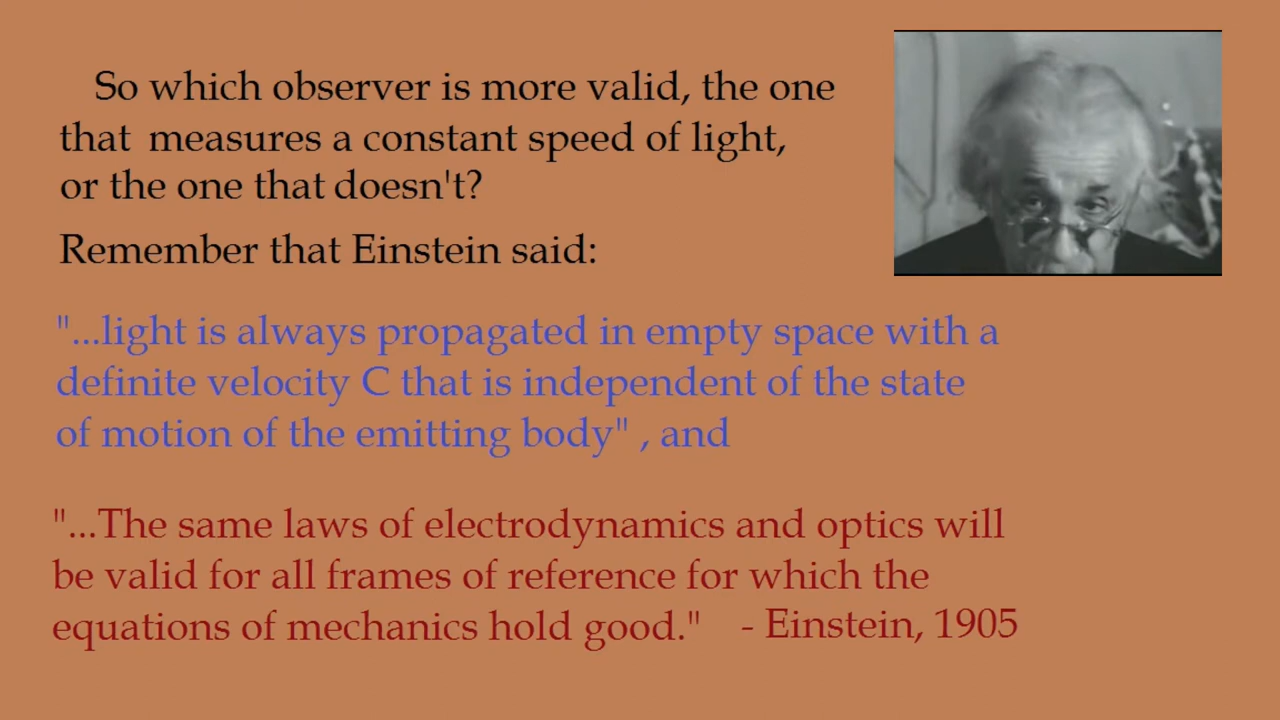 So which observer is more valid, the one
that measures a constant speed of light,
or the one that doesn't?
Remember that Einstein said:
"...light is always propagated in empty space with a
definite velocity C that is independent of the state
of motion of the emitting body" , and
"...The same laws of electrodynamics and optics will
be valid for all frames of reference for which the
equations of mechanics hold good." - Einstein, 1905